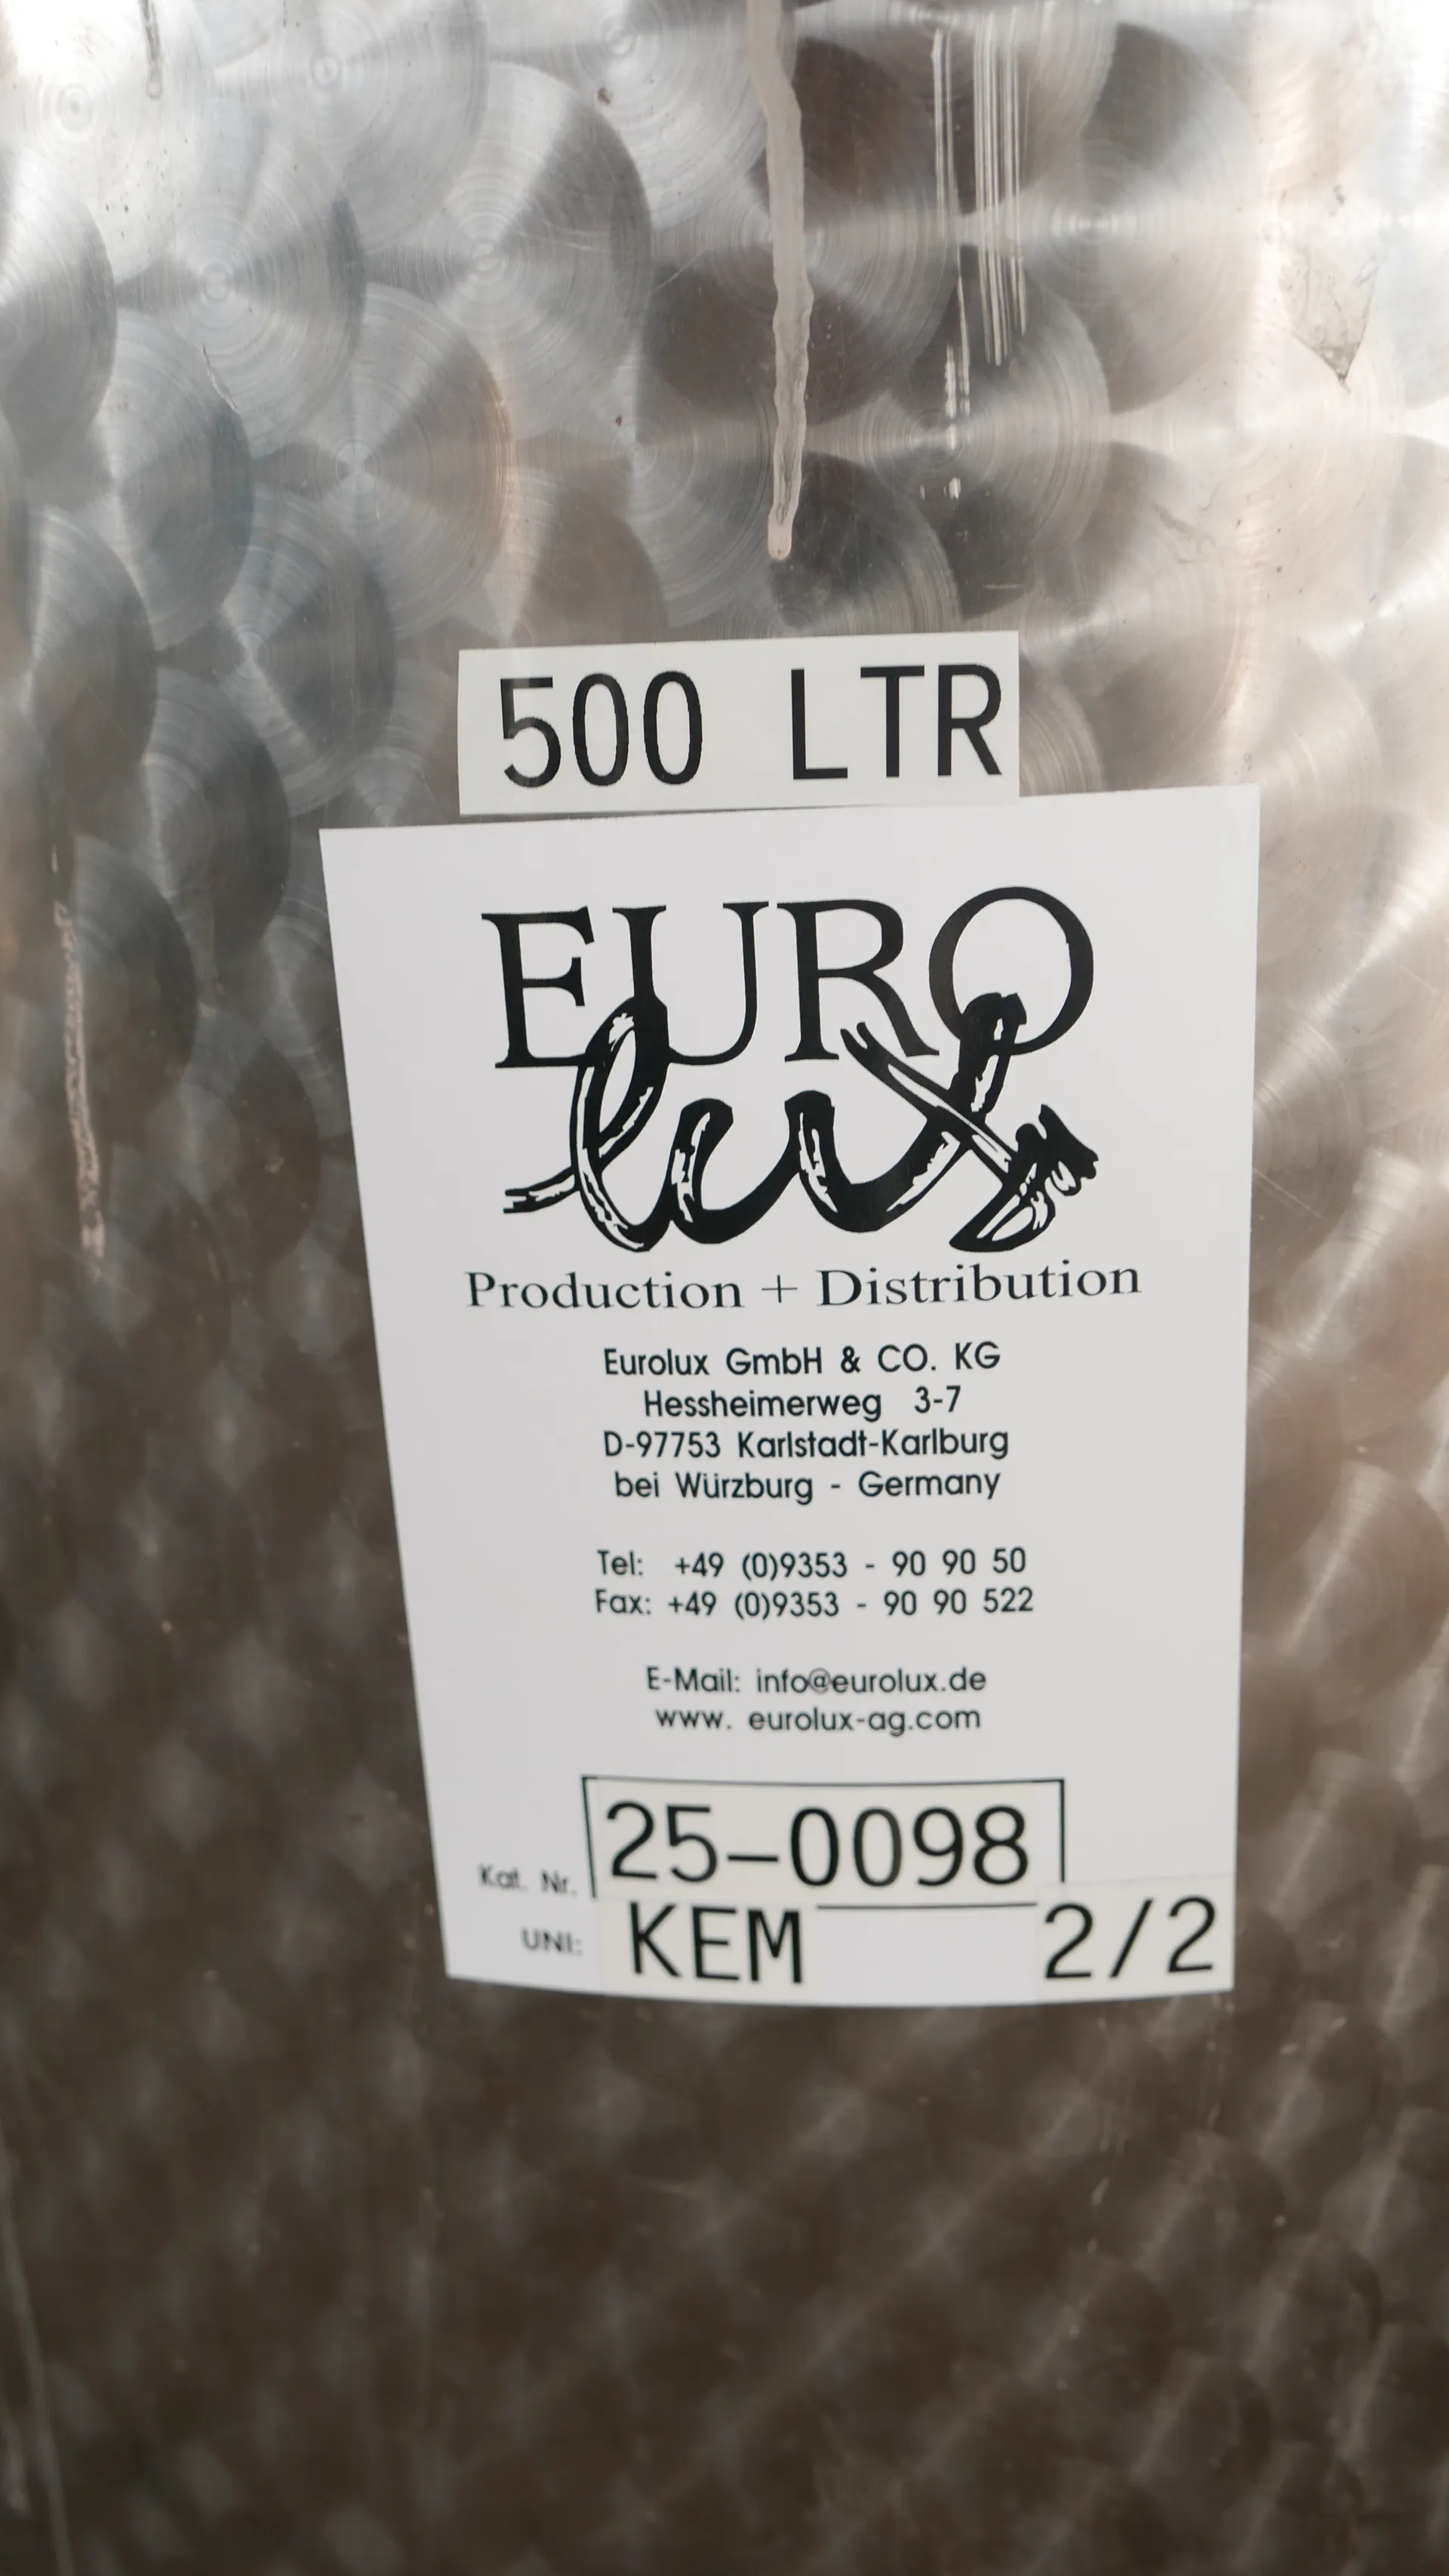 500 LTR
EURO
lux
Production + Distribution
Eurolux GmbH & CO. KG
Hessheimerweg 3-7
D-97753 Karlstadt-Karlburg
bei Würzburg - Germany
Tel: +49 (0)9353 - 90 90 50
Fax: +49 (0)9353 - 90 90 522
E-Mail: info@eurolux.de
www. eurolux-ag.com
Kat. Nr. 25-0098
UNI: KEM 2/2